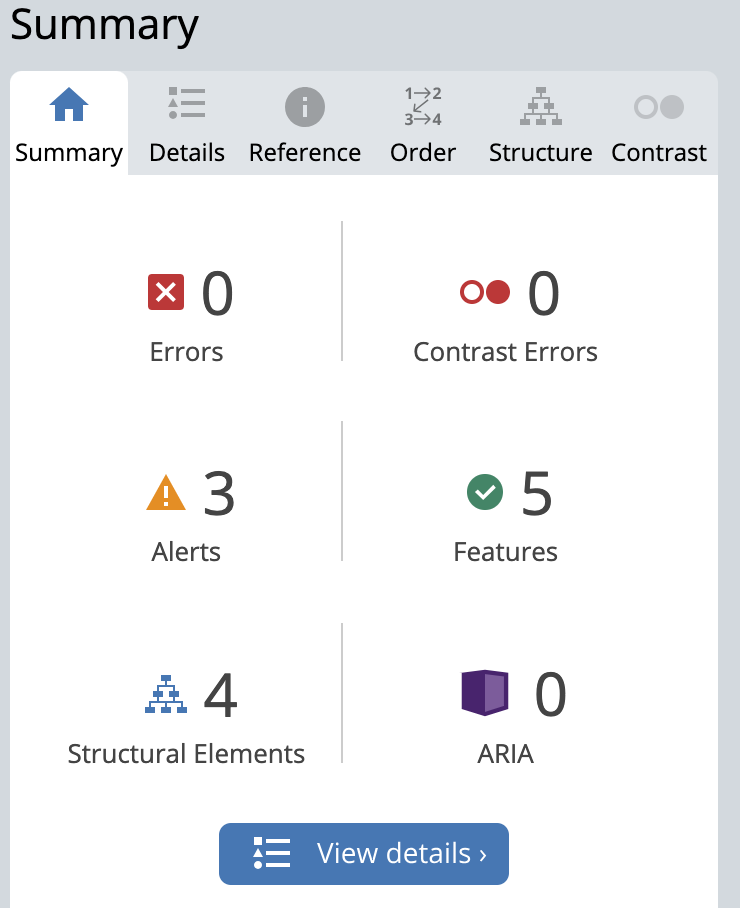 Summary
1→2
3→4
Summary Details Reference Order Structure Contrast
0 0
Errors Contrast Errors
3 5
Alerts Features
4 0
Structural Elements ARIA
View details ›